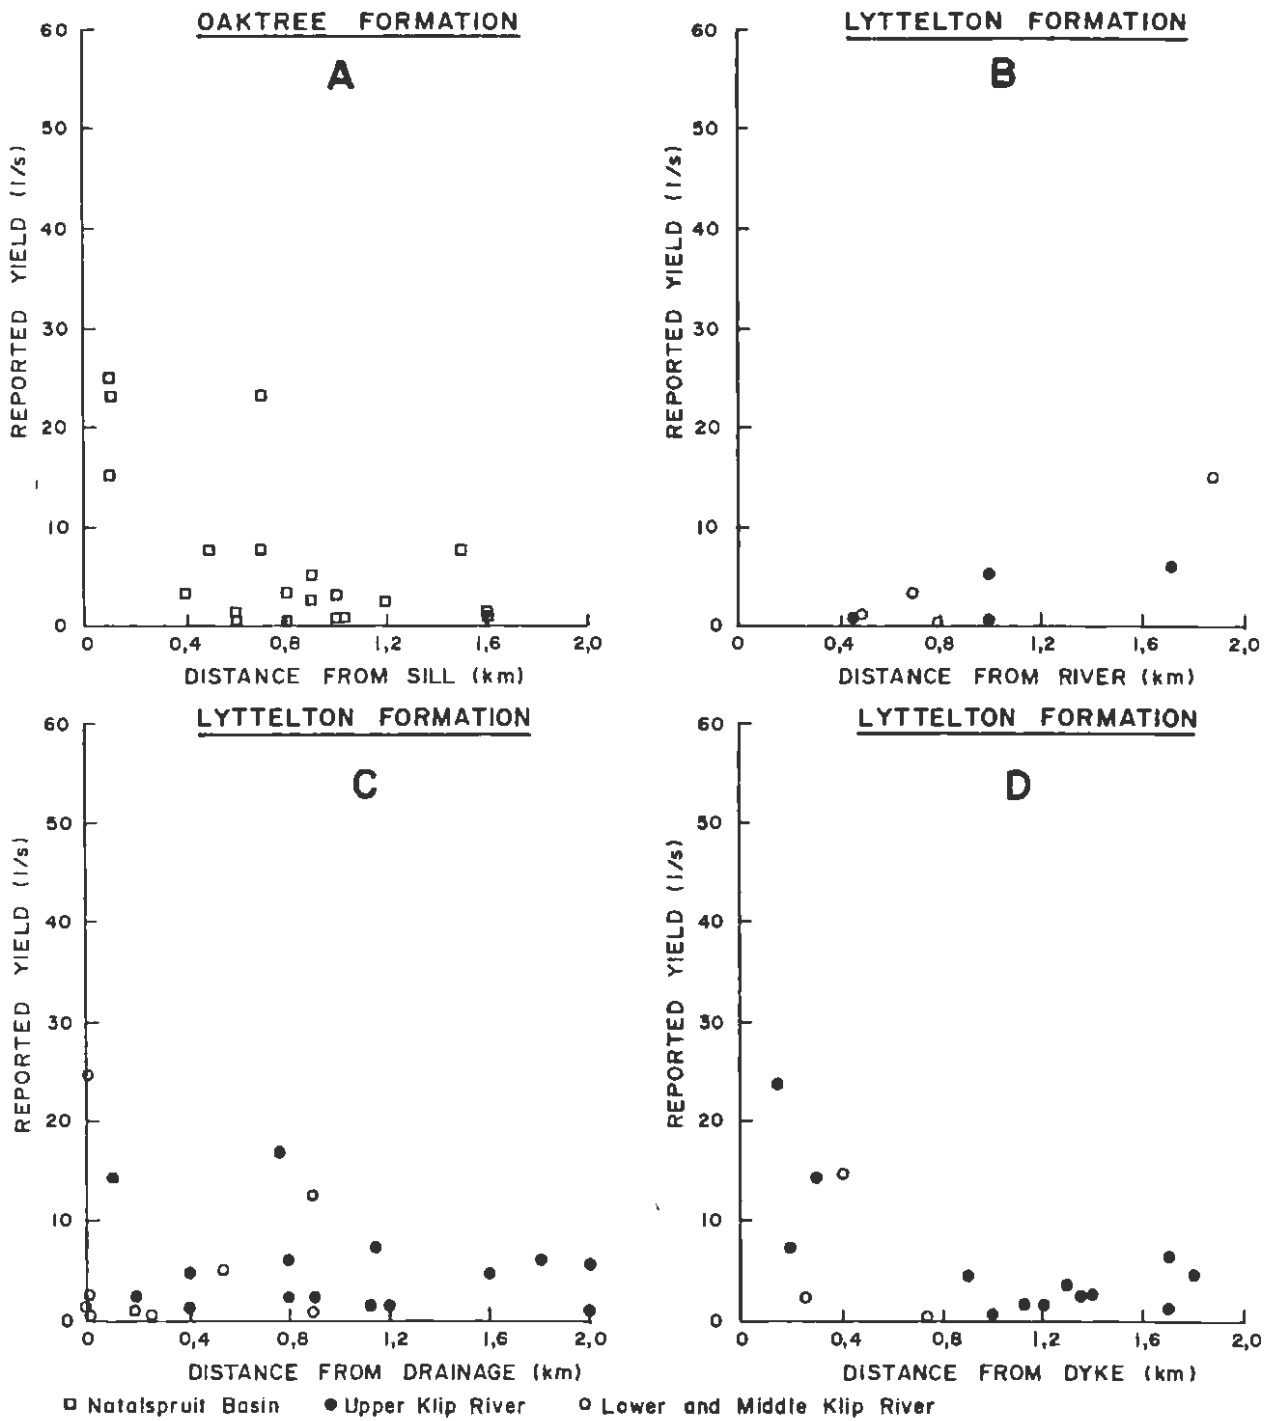 OAKTREE FORMATION
A
60
50
40
30
20
10
0
REPORTED YIELD (l/s)
0 0,4 0,8 1,2 1,6 2,0
DISTANCE FROM SILL (km)
LYTTELTON FORMATION
B
60
50
40
30
20
10
0
REPORTED YIELD (l/s)
0 0,4 0,8 1,2 1,6 2,0
DISTANCE FROM RIVER (km)
LYTTELTON FORMATION
C
60
50
40
30
20
10
0
REPORTED YIELD (l/s)
0 0,4 0,8 1,2 1,6 2,0
DISTANCE FROM DRAINAGE (km)
LYTTELTON FORMATION
D
60
50
40
30
20
10
0
REPORTED YIELD (l/s)
0 0,4 0,8 1,2 1,6 2,0
DISTANCE FROM DYKE (km)
Natalspruit Basin Upper Klip River Lower and Middle Klip River